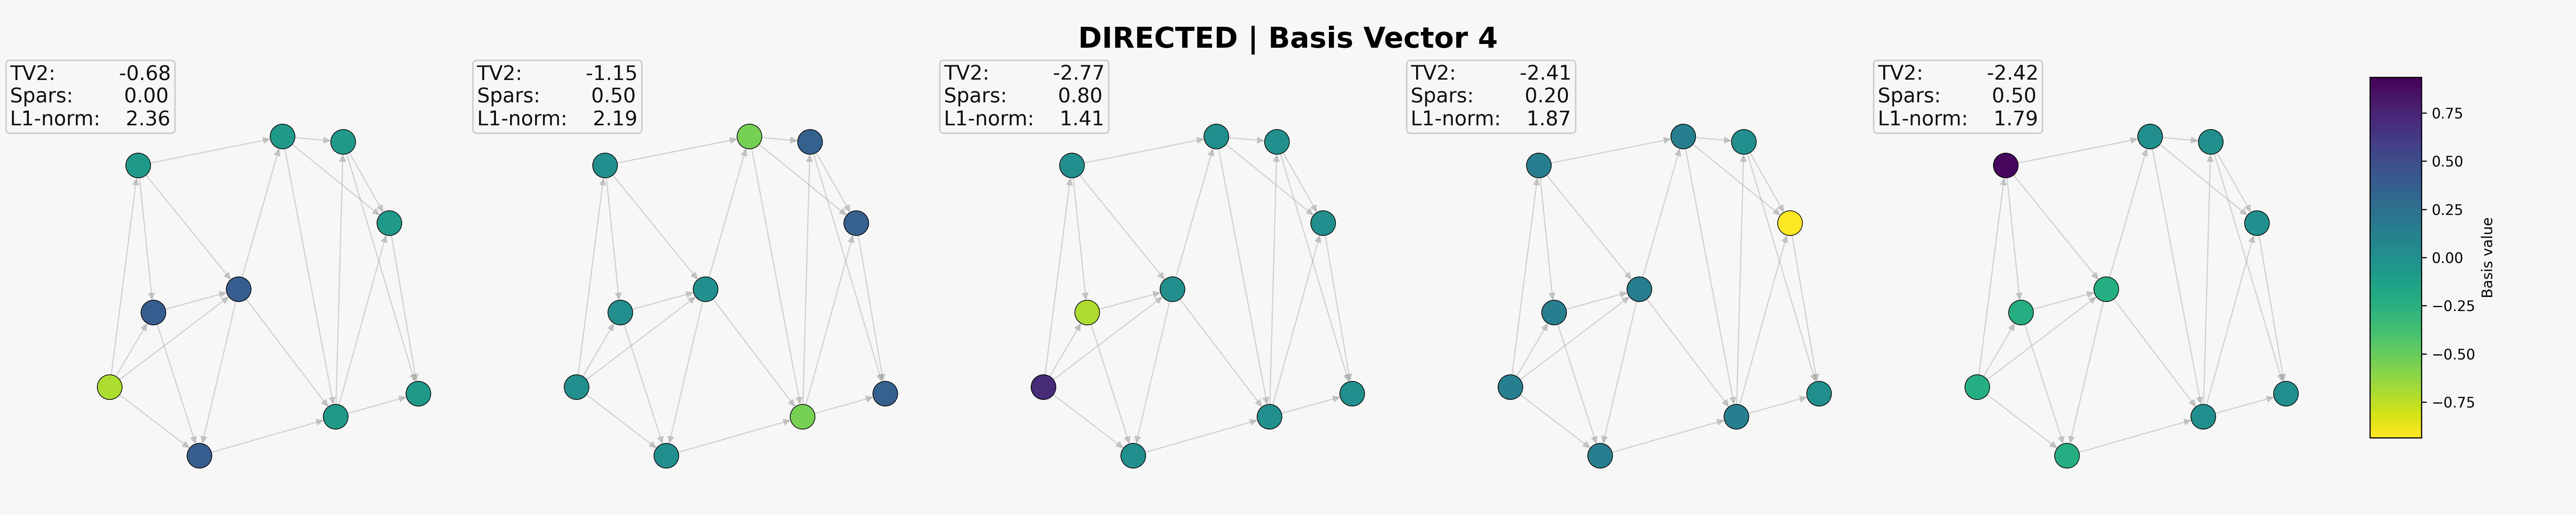 DIRECTED | Basis Vector 4
TV2: -0.68
Spars: 0.00
L1-norm: 2.36
TV2: -1.15
Spars: 0.50
L1-norm: 2.19
TV2: -2.77
Spars: 0.80
L1-norm: 1.41
TV2: -2.41
Spars: 0.20
L1-norm: 1.87
TV2: -2.42
Spars: 0.50
L1-norm: 1.79
0.75
0.50
0.25
0.00
−0.25
−0.50
−0.75
Basis value